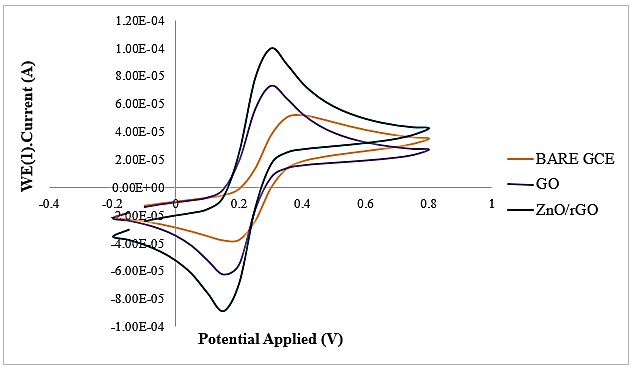 1.20E-04
1.00E-04
8.00E-05
6.00E-05
4.00E-05
2.00E-05
0.00E+00
-2.00E-05
-4.00E-05
-6.00E-05
-8.00E-05
-1.00E-04
-0.4 -0.2 0 0.2 0.4 0.6 0.8 1
WE(1).Current (A)
Potential Applied (V)
BARE GCE
GO
ZnO/rGO